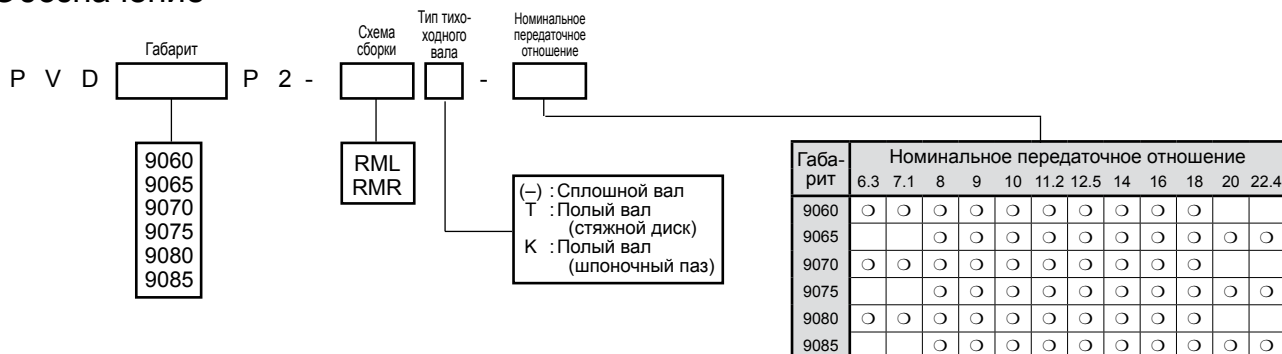 Габарит
Схема
сборки
Тип тихо-
ходного
вала
Номинальное
передаточное
отношение
P V D P 2 - -
9060
9065
9070
9075
9080
9085
RML
RMR
(–) : Сплошной вал
T : Полый вал
(стяжной диск)
K : Полый вал
(шпоночный паз)
Габа-
рит
Номинальное передаточное отношение
6.3 7.1 8 9 10 11.2 12.5 14 16 18 20 22.4
9060 ❍ ❍ ❍ ❍ ❍ ❍ ❍ ❍ ❍ ❍
9065 ❍ ❍ ❍ ❍ ❍ ❍ ❍ ❍ ❍ ❍
9070 ❍ ❍ ❍ ❍ ❍ ❍ ❍ ❍ ❍ ❍
9075 ❍ ❍ ❍ ❍ ❍ ❍ ❍ ❍ ❍ ❍
9080 ❍ ❍ ❍ ❍ ❍ ❍ ❍ ❍ ❍ ❍
9085 ❍ ❍ ❍ ❍ ❍ ❍ ❍ ❍ ❍ ❍